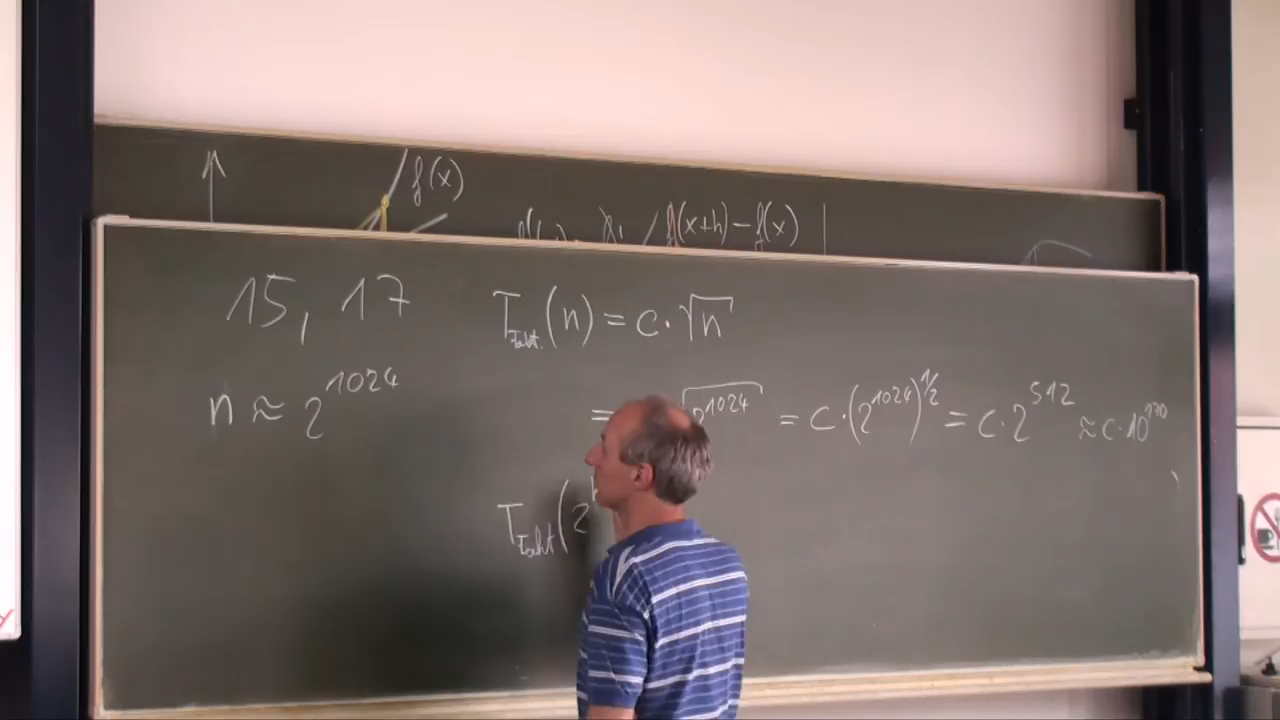 f(x)
f(x+h) - f(x)
15, 17
T_Fakt.(n) = c · √n
n ≈ 2^1024
= √2^1024 = c · (2^1024)^1/2 = c · 2^512 ≈ c · 10^170
T_Fakt(2